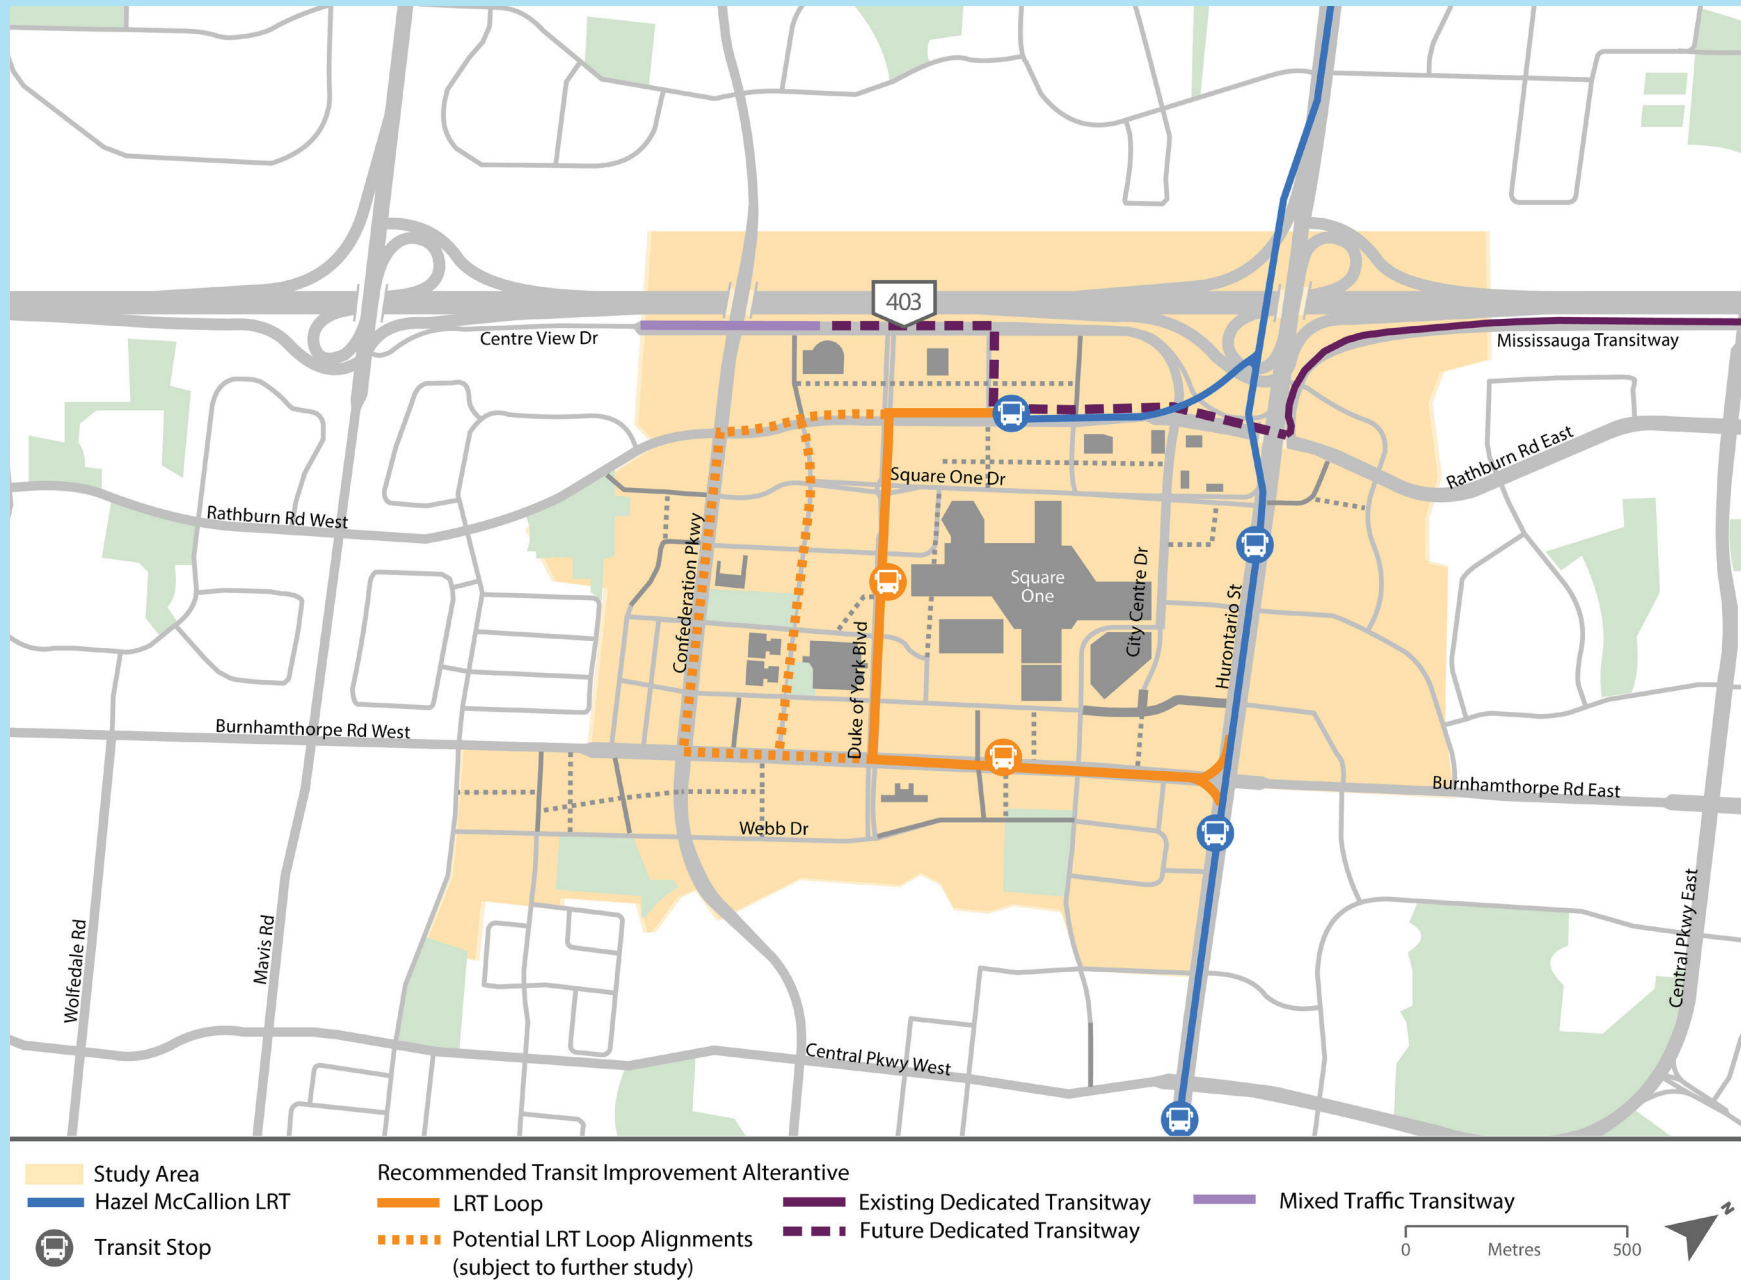 403
Centre View Dr
Mississauga Transitway
Rathburn Rd East
Square One Dr
Rathburn Rd West
Confederation Pkwy
Square
One
City Centre Dr
Hurontario St
Duke of York Blvd
Burnhamthorpe Rd West
Burnhamthorpe Rd East
Webb Dr
Wolfedale Rd
Mavis Rd
Central Pkwy East
Central Pkwy West
Study Area
Hazel McCallion LRT
Transit Stop
Recommended Transit Improvement Alterantive
LRT Loop
Potential LRT Loop Alignments
(subject to further study)
Existing Dedicated Transitway
Future Dedicated Transitway
Mixed Traffic Transitway
0 Metres 500
N